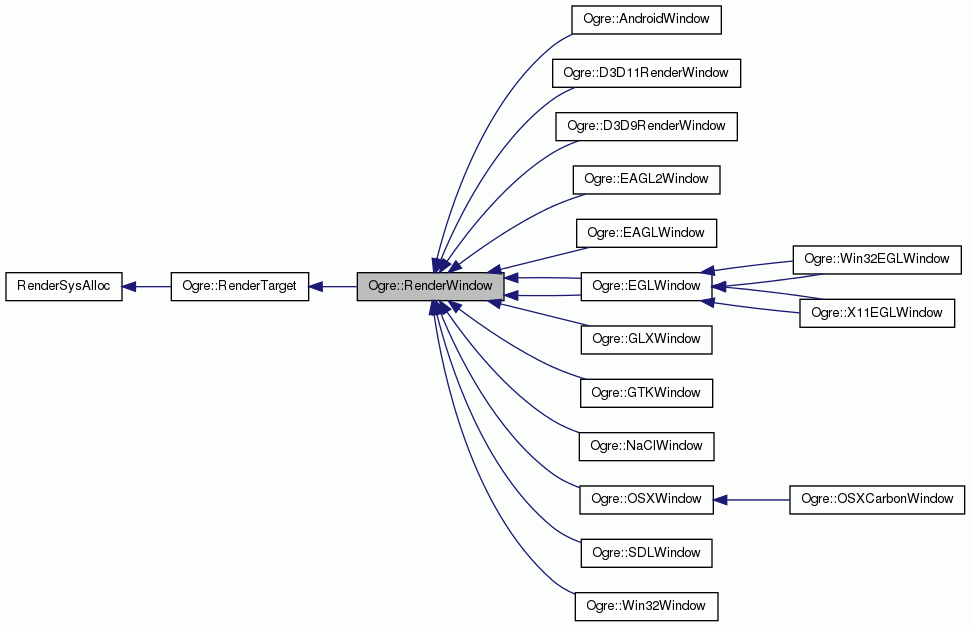 Ogre::AndroidWindow
Ogre::D3D11RenderWindow
Ogre::D3D9RenderWindow
Ogre::EAGL2Window
Ogre::EAGLWindow
Ogre::Win32EGLWindow
RenderSysAlloc
Ogre::RenderTarget
Ogre::RenderWindow
Ogre::EGLWindow
Ogre::X11EGLWindow
Ogre::GLXWindow
Ogre::GTKWindow
Ogre::NaClWindow
Ogre::OSXWindow
Ogre::OSXCarbonWindow
Ogre::SDLWindow
Ogre::Win32Window